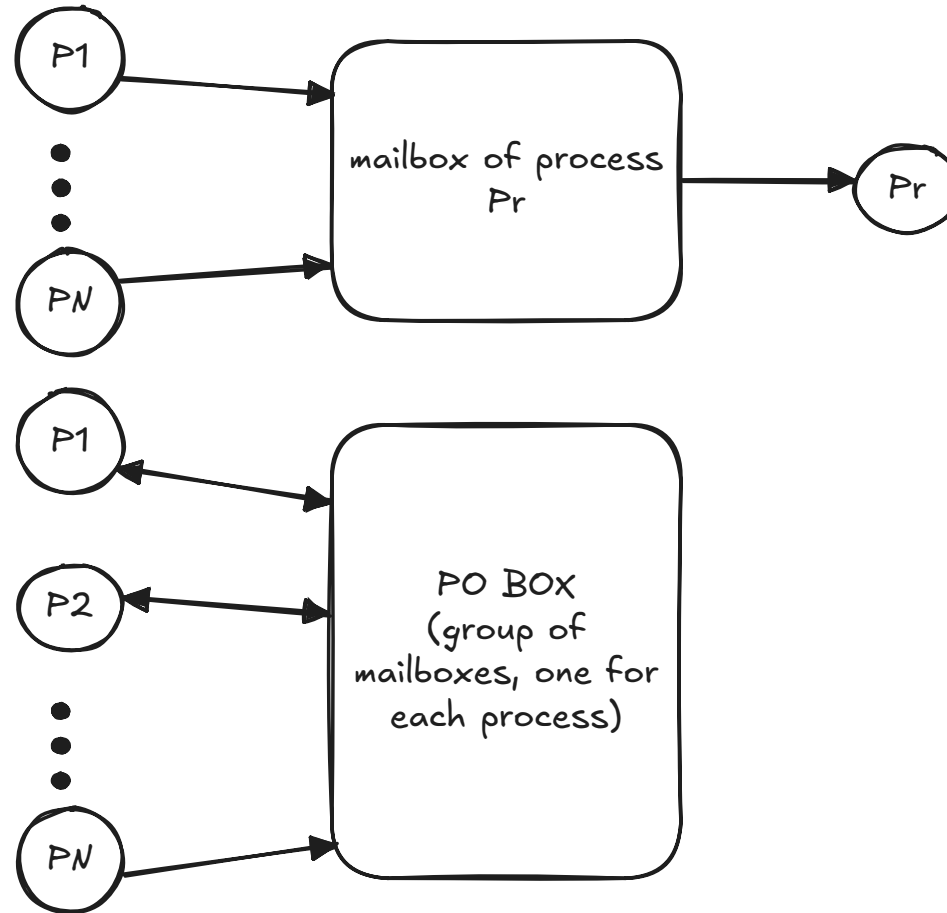 P1
mailbox of process
Pr
Pr
PN
P1
P2
PO BOX
(group of
mailboxes, one for
each process)
PN